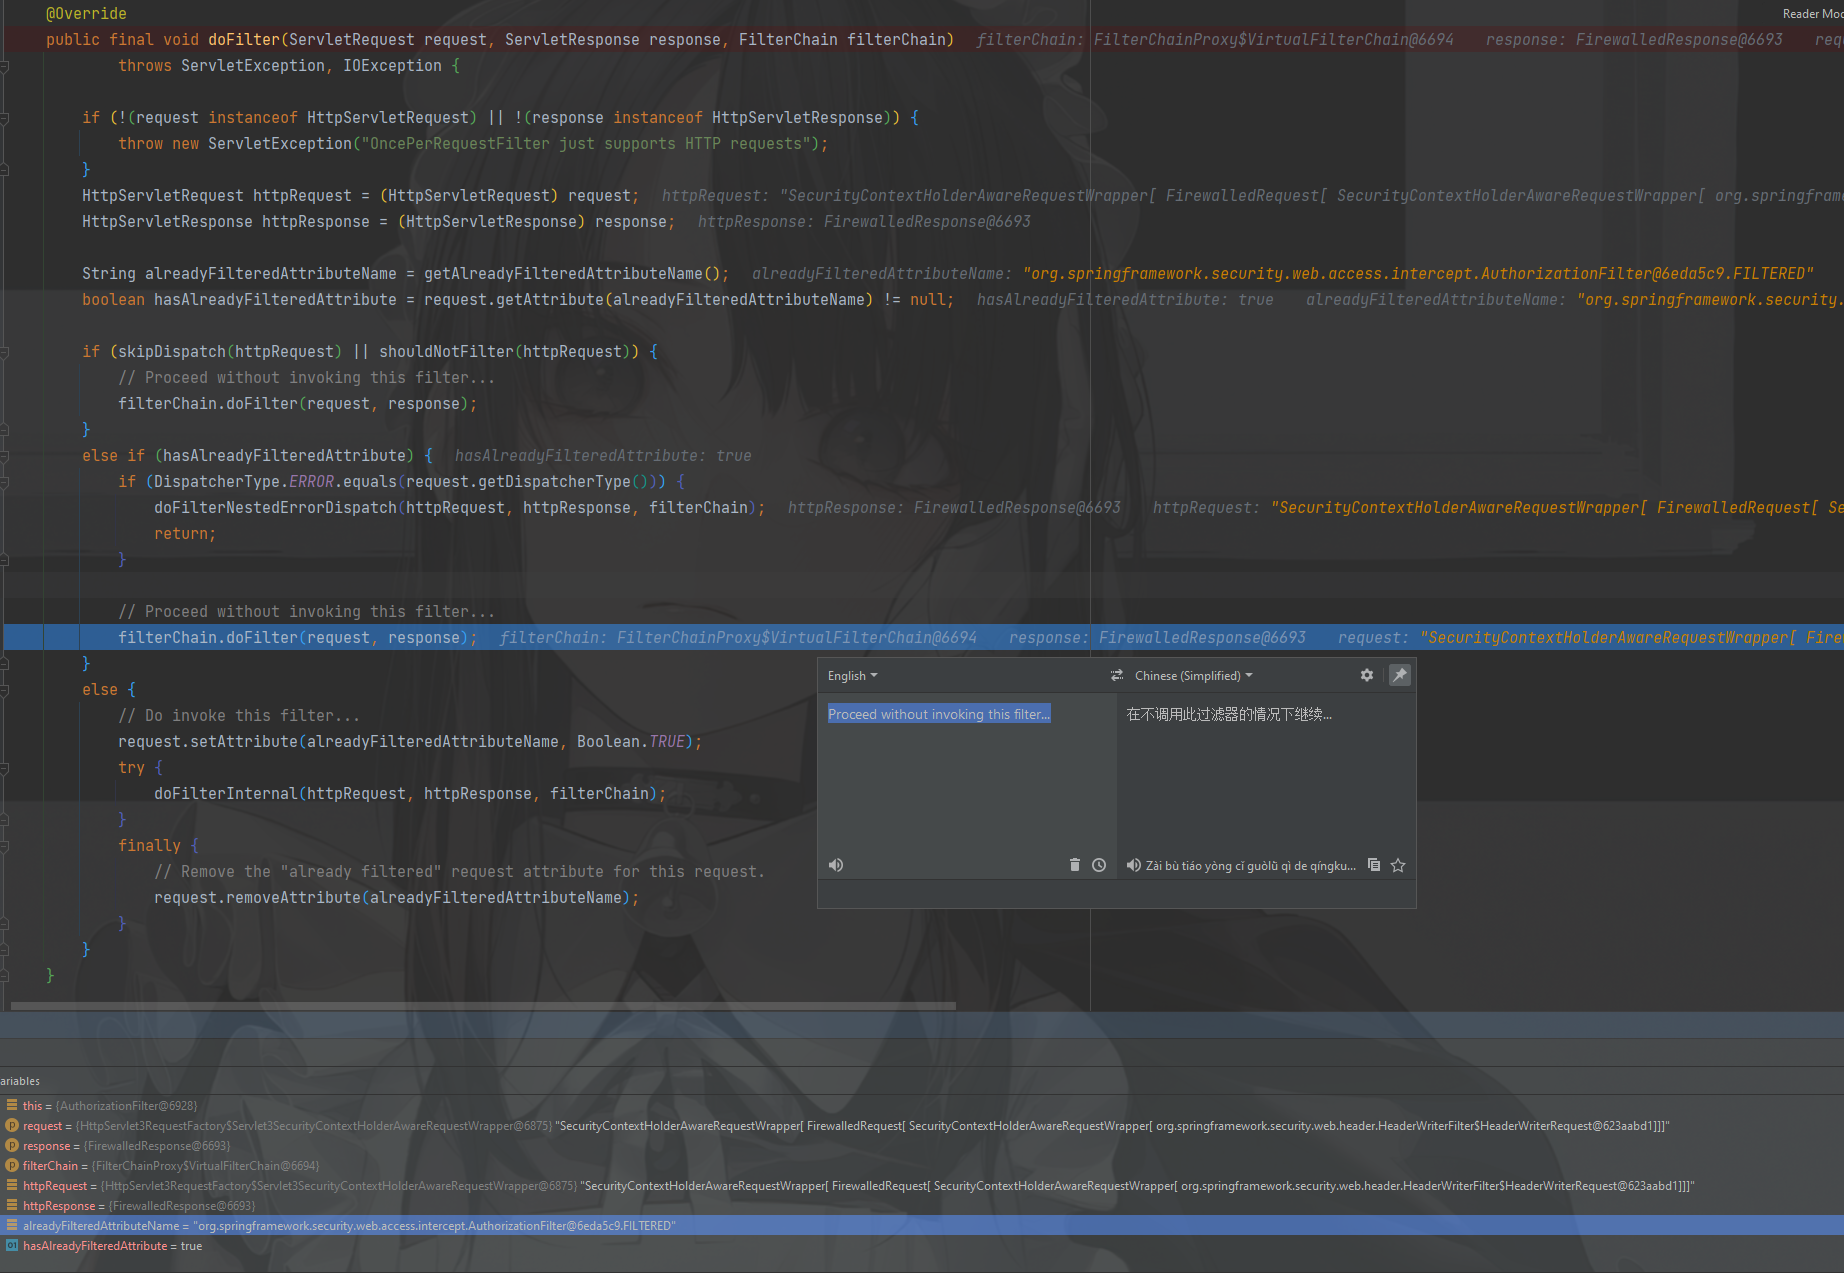 @Override
Reader Mod
public final void doFilter(ServletRequest request, ServletResponse response, FilterChain filterChain) filterChain: FilterChainProxy$VirtualFilterChain@6694 response: FirewalledResponse@6693 req
throws ServletException, IOException {
if (!(request instanceof HttpServletRequest) || !(response instanceof HttpServletResponse)) {
throw new ServletException("OncePerRequestFilter just supports HTTP requests");
}
HttpServletRequest httpRequest = (HttpServletRequest) request; httpRequest: "SecurityContextHolderAwareRequestWrapper[ FirewalledRequest[ SecurityContextHolderAwareRequestWrapper[ org.springframe
HttpServletResponse httpResponse = (HttpServletResponse) response; httpResponse: FirewalledResponse@6693
String alreadyFilteredAttributeName = getAlreadyFilteredAttributeName(); alreadyFilteredAttributeName: "org.springframework.security.web.access.intercept.AuthorizationFilter@6eda5c9.FILTERED"
boolean hasAlreadyFilteredAttribute = request.getAttribute(alreadyFilteredAttributeName) != null; hasAlreadyFilteredAttribute: true alreadyFilteredAttributeName: "org.springframework.security.
if (skipDispatch(httpRequest) || shouldNotFilter(httpRequest)) {
// Proceed without invoking this filter...
filterChain.doFilter(request, response);
}
else if (hasAlreadyFilteredAttribute) { hasAlreadyFilteredAttribute: true
if (DispatcherType.ERROR.equals(request.getDispatcherType())) {
doFilterNestedErrorDispatch(httpRequest, httpResponse, filterChain); httpResponse: FirewalledResponse@6693 httpRequest: "SecurityContextHolderAwareRequestWrapper[ FirewalledRequest[ Se
return;
}
// Proceed without invoking this filter...
filterChain.doFilter(request, response); filterChain: FilterChainProxy$VirtualFilterChain@6694 response: FirewalledResponse@6693 request: "SecurityContextHolderAwareRequestWrapper[ Fire
}
else {
// Do invoke this filter...
request.setAttribute(alreadyFilteredAttributeName, Boolean.TRUE);
try {
doFilterInternal(httpRequest, httpResponse, filterChain);
}
finally {
// Remove the "already filtered" request attribute for this request.
request.removeAttribute(alreadyFilteredAttributeName);
}
}
}
English
Chinese (Simplified)
Proceed without invoking this filter...
在不调用此过滤器的情况下继续...
Zài bù tiáo yòng cǐ guòlǜ qì de qíngku...
ariables
this = {AuthorizationFilter@6928}
request = {HttpServlet3RequestFactory$Servlet3SecurityContextHolderAwareRequestWrapper@6875} "SecurityContextHolderAwareRequestWrapper[ FirewalledRequest[ SecurityContextHolderAwareRequestWrapper[ org.springframework.security.web.header.HeaderWriterFilter$HeaderWriterRequest@623aabd1]]]"
response = {FirewalledResponse@6693}
filterChain = {FilterChainProxy$VirtualFilterChain@6694}
httpRequest = {HttpServlet3RequestFactory$Servlet3SecurityContextHolderAwareRequestWrapper@6875} "SecurityContextHolderAwareRequestWrapper[ FirewalledRequest[ SecurityContextHolderAwareRequestWrapper[ org.springframework.security.web.header.HeaderWriterFilter$HeaderWriterRequest@623aabd1]]]"
httpResponse = {FirewalledResponse@6693}
alreadyFilteredAttributeName = "org.springframework.security.web.access.intercept.AuthorizationFilter@6eda5c9.FILTERED"
hasAlreadyFilteredAttribute = true